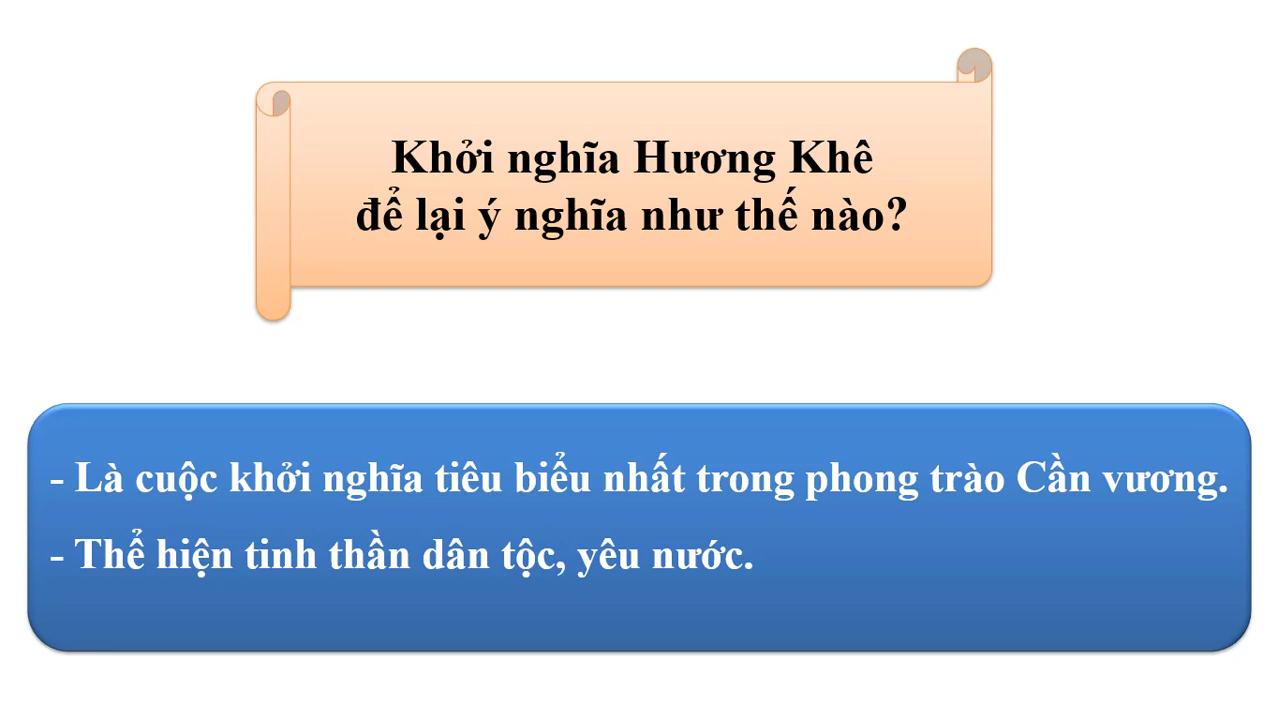 Khởi nghĩa Hương Khê
để lại ý nghĩa như thế nào?
- Là cuộc khởi nghĩa tiêu biểu nhất trong phong trào Cần vương.
- Thể hiện tinh thần dân tộc, yêu nước.